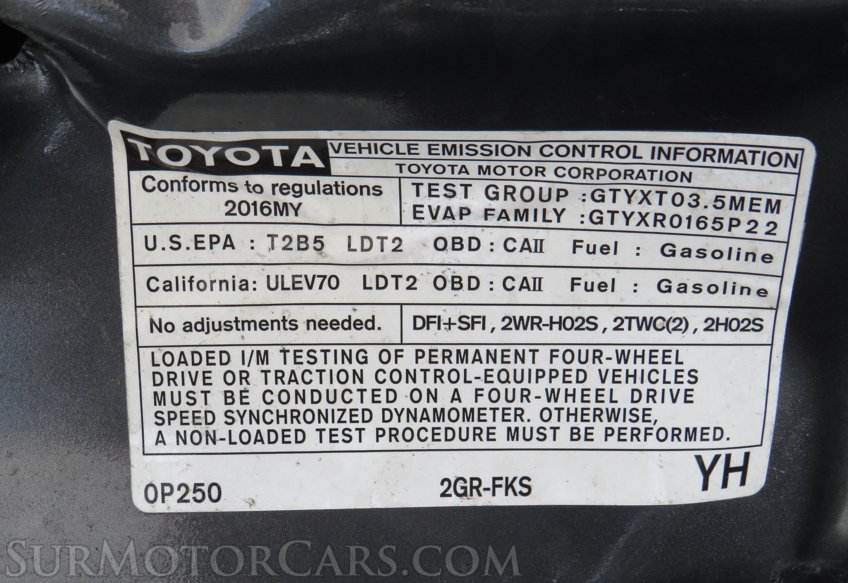 TOYOTA VEHICLE EMISSION CONTROL INFORMATION
TOYOTA MOTOR CORPORATION
Conforms to regulations
2016MY
TEST GROUP :GTYXT03.5MEM
EVAP FAMILY :GTYXR0165P22
U.S.EPA : T2B5 LDT2 OBD : CAII Fuel : Gasoline
California: ULEV70 LDT2 OBD : CAII Fuel : Gasoline
No adjustments needed. DFI+SFI , 2WR-HO2S , 2TWC(2) , 2HO2S
LOADED I/M TESTING OF PERMANENT FOUR-WHEEL
DRIVE OR TRACTION CONTROL-EQUIPPED VEHICLES
MUST BE CONDUCTED ON A FOUR-WHEEL DRIVE
SPEED SYNCHRONIZED DYNAMOMETER. OTHERWISE,
A NON-LOADED TEST PROCEDURE MUST BE PERFORMED.
0P250 2GR-FKS YH
SurMotorCars.com